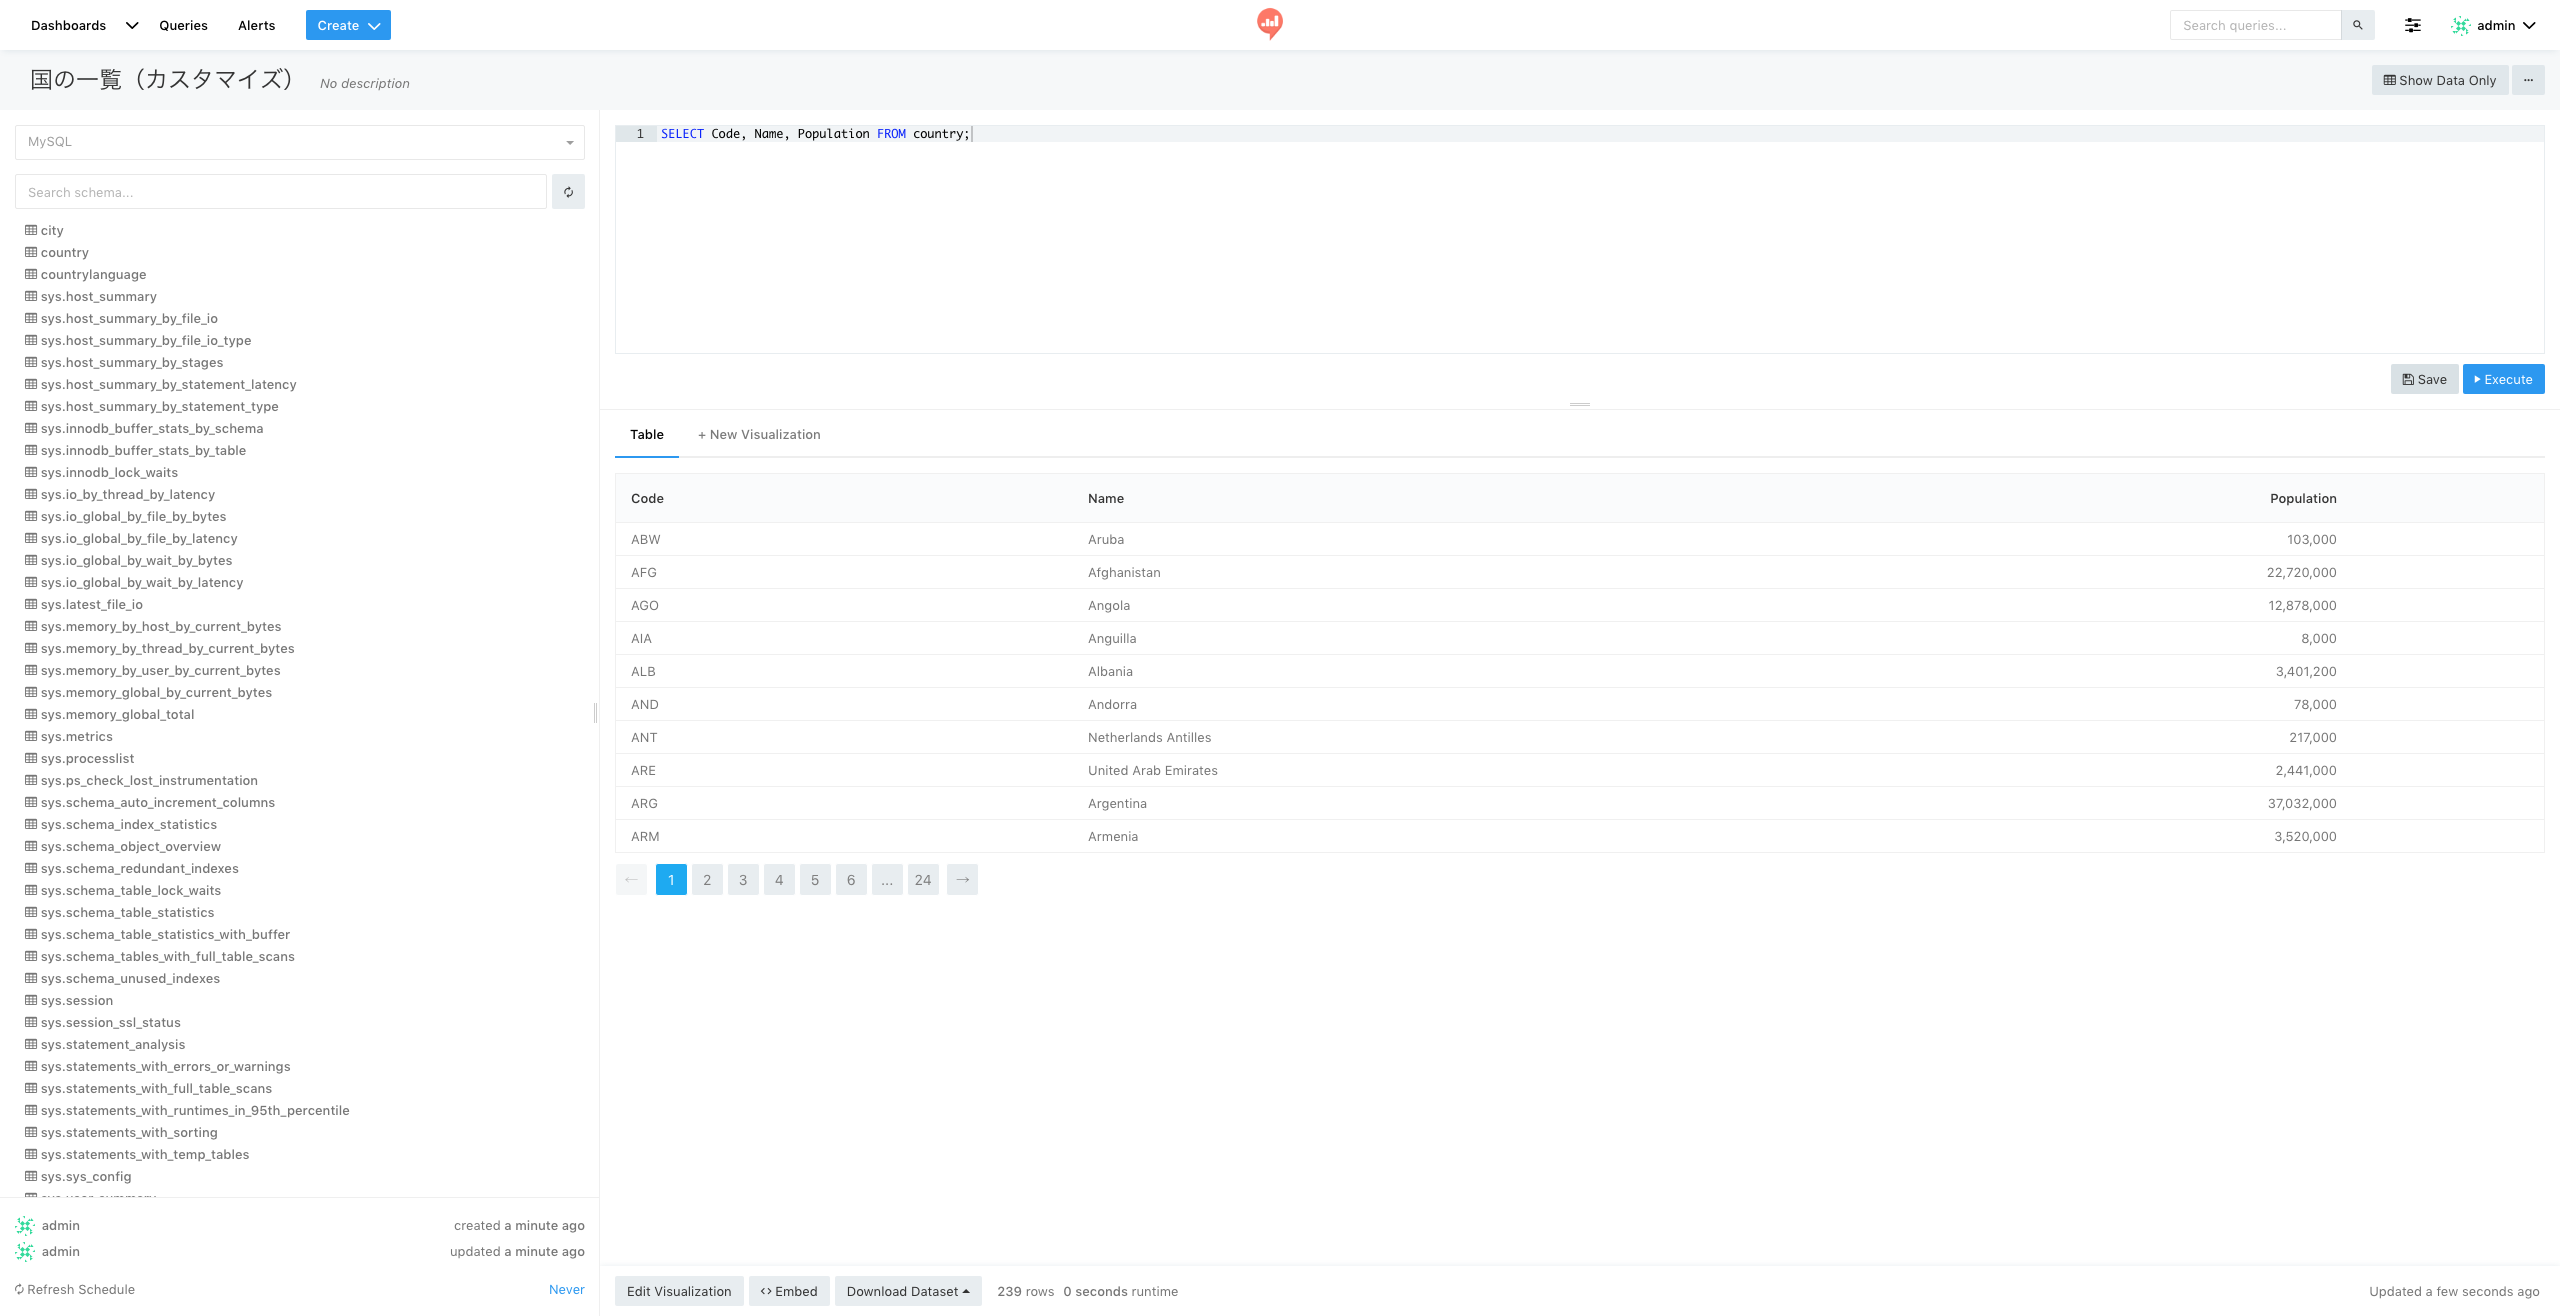 Dashboards Queries Alerts Create Search queries... admin
国の一覧（カスタマイズ） No description Show Data Only ...
MySQL
Search schema...
city
country
countrylanguage
sys.host_summary
sys.host_summary_by_file_io
sys.host_summary_by_file_io_type
sys.host_summary_by_stages
sys.host_summary_by_statement_latency
sys.host_summary_by_statement_type
sys.innodb_buffer_stats_by_schema
sys.innodb_buffer_stats_by_table
sys.innodb_lock_waits
sys.io_by_thread_by_latency
sys.io_global_by_file_by_bytes
sys.io_global_by_file_by_latency
sys.io_global_by_wait_by_bytes
sys.io_global_by_wait_by_latency
sys.latest_file_io
sys.memory_by_host_by_current_bytes
sys.memory_by_thread_by_current_bytes
sys.memory_by_user_by_current_bytes
sys.memory_global_by_current_bytes
sys.memory_global_total
sys.metrics
sys.processlist
sys.ps_check_lost_instrumentation
sys.schema_auto_increment_columns
sys.schema_index_statistics
sys.schema_object_overview
sys.schema_redundant_indexes
sys.schema_table_lock_waits
sys.schema_table_statistics
sys.schema_table_statistics_with_buffer
sys.schema_tables_with_full_table_scans
sys.schema_unused_indexes
sys.session
sys.session_ssl_status
sys.statement_analysis
sys.statements_with_errors_or_warnings
sys.statements_with_full_table_scans
sys.statements_with_runtimes_in_95th_percentile
sys.statements_with_sorting
sys.statements_with_temp_tables
sys.sys_config
admin created a minute ago
admin updated a minute ago
Refresh Schedule Never
1 SELECT Code, Name, Population FROM country;
Save Execute
Table + New Visualization
Code Name Population
ABW Aruba 103,000
AFG Afghanistan 22,720,000
AGO Angola 12,878,000
AIA Anguilla 8,000
ALB Albania 3,401,200
AND Andorra 78,000
ANT Netherlands Antilles 217,000
ARE United Arab Emirates 2,441,000
ARG Argentina 37,032,000
ARM Armenia 3,520,000
← 1 2 3 4 5 6 ... 24 →
Edit Visualization <> Embed Download Dataset 239 rows 0 seconds runtime Updated a few seconds ago